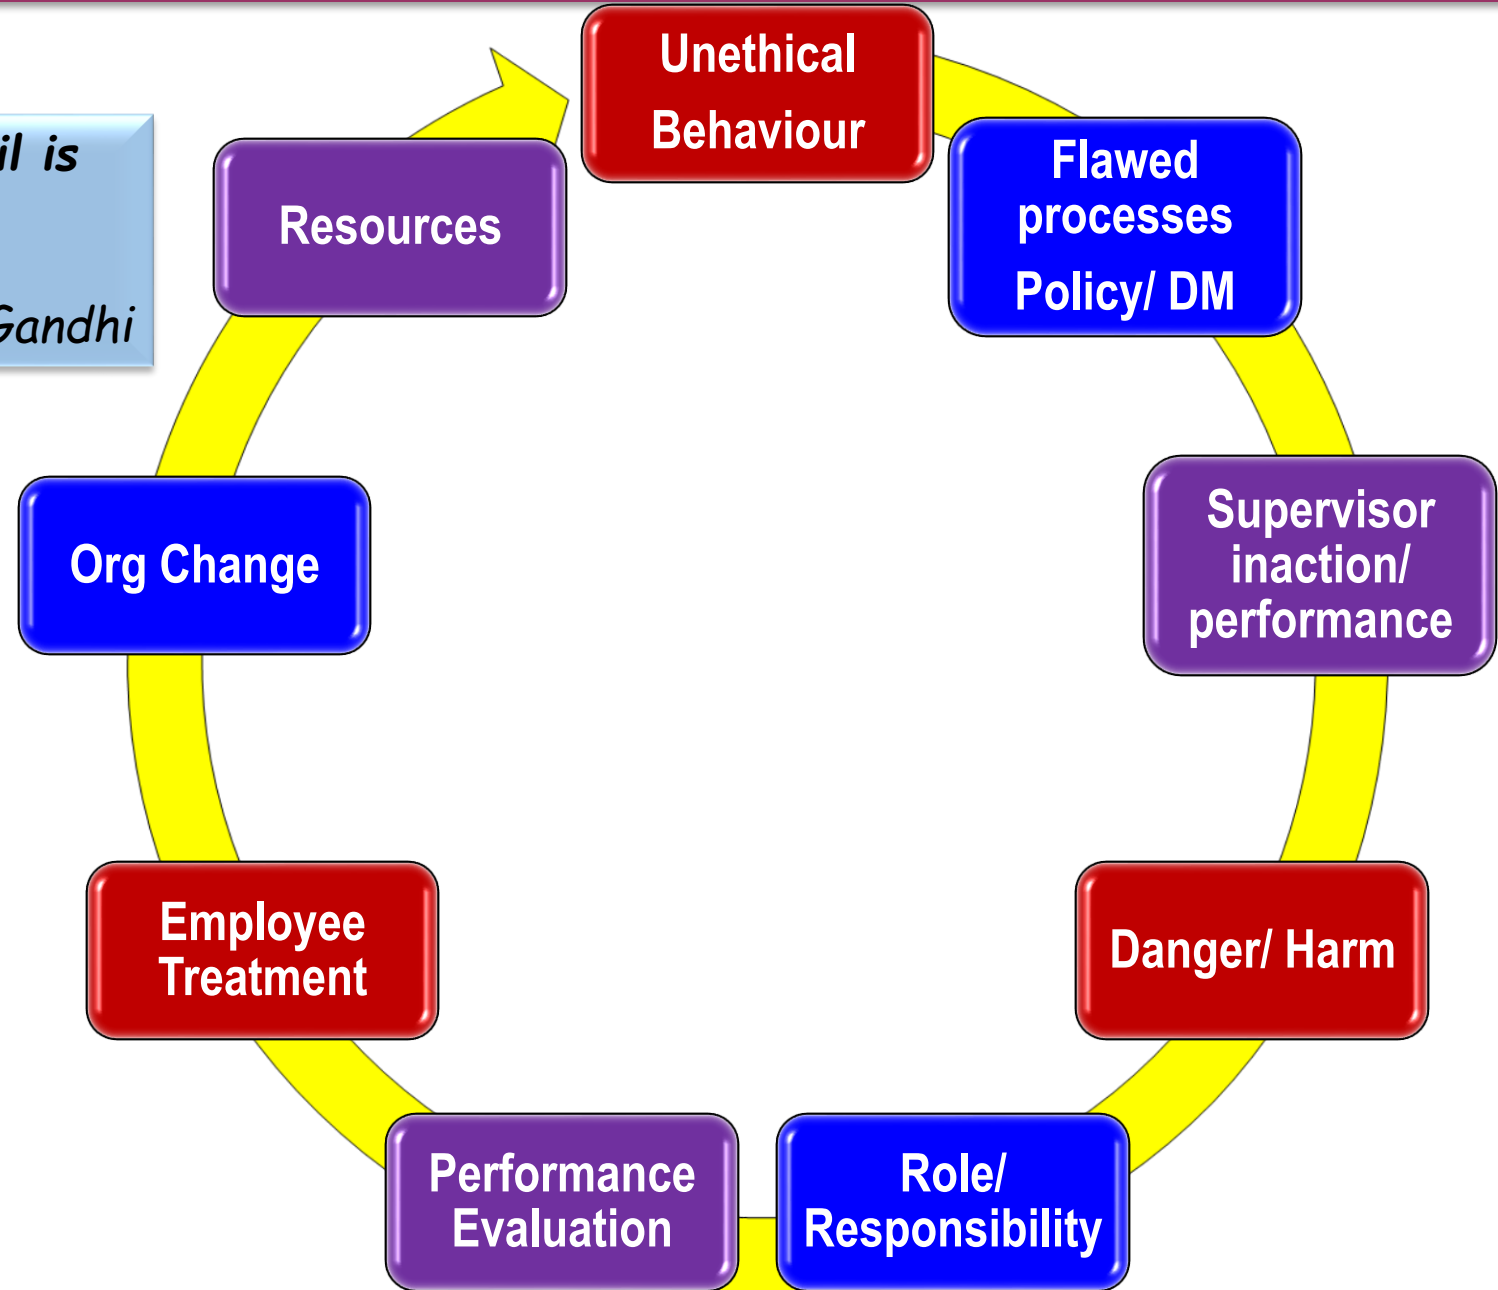 Unethical
Behaviour
Flawed
processes
Policy/ DM
Supervisor
inaction/
performance
Danger/ Harm
Role/
Responsibility
Performance
Evaluation
Employee
Treatment
Org Change
Resources
is
Gandhi